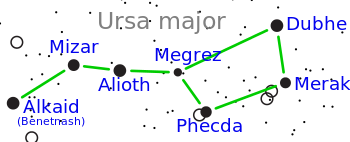 Ursa major
Dubhe
Mizar
Megrez
Alioth
Merak
Alkaid
(Benetnash)
Phecda